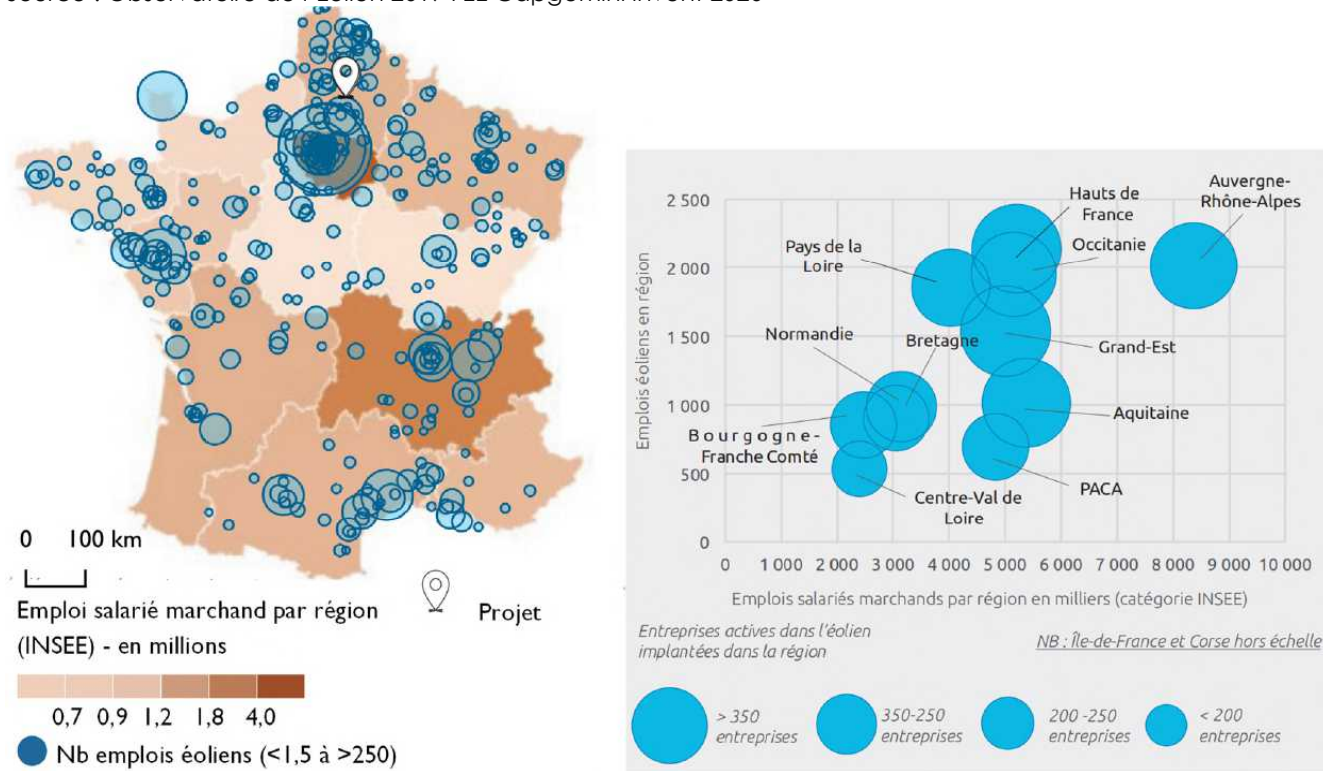 0 100 km
Projet
Emploi salarié marchand par région
(INSEE) - en millions
0,7 0,9 1,2 1,8 4,0
Nb emplois éoliens (<1,5 à >250)
Emplois éoliens en région
2 500
2 000
1 500
1 000
500
0
Hauts de
France
Auvergne-
Rhône-Alpes
Pays de la
Loire
Occitanie
Normandie
Bretagne
Grand-Est
Aquitaine
Bourgogne-
Franche Comté
PACA
Centre-Val de
Loire
0 1 000 2 000 3 000 4 000 5 000 6 000 7 000 8 000 9 000 10 000
Emplois salariés marchands par région en milliers (catégorie INSEE)
Entreprises actives dans l'éolien
implantées dans la région
NB : Île-de-France et Corse hors échelle
> 350
entreprises
350-250
entreprises
200 -250
entreprises
< 200
entreprises